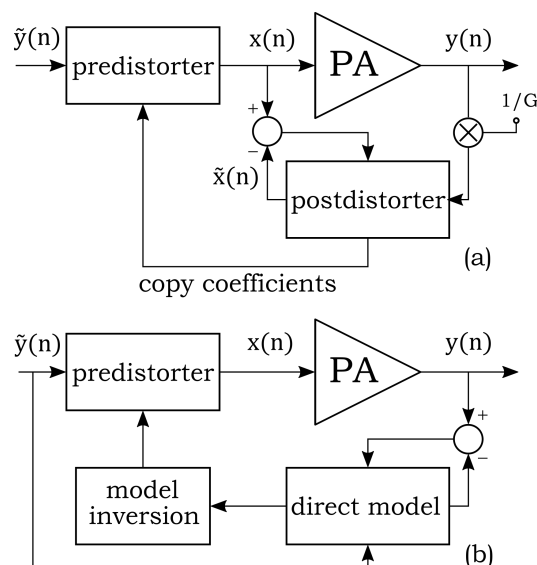 ỹ(n)
predistorter
x(n)
PA
y(n)
1/G
+
−
x̃(n)
postdistorter
(a)
copy coefficients
ỹ(n)
predistorter
x(n)
PA
y(n)
+
−
model
inversion
direct model
(b)